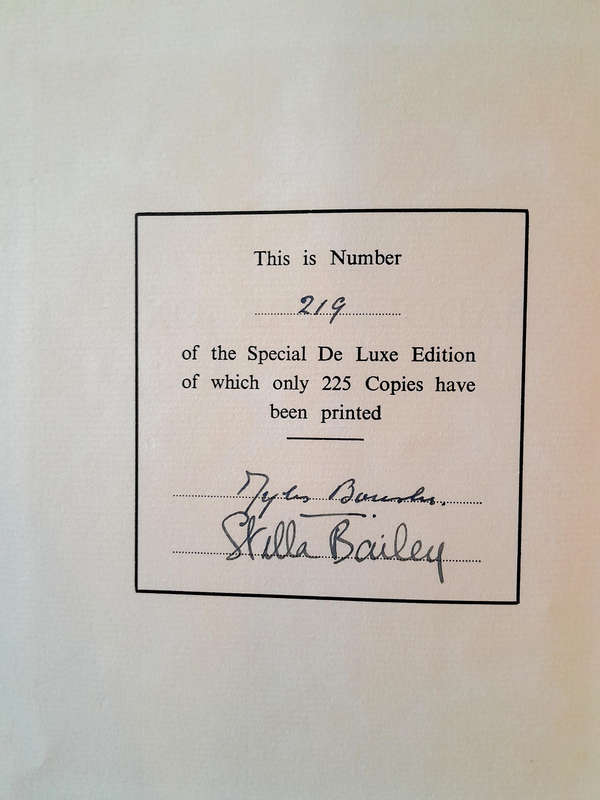 This is Number
219
of the Special De Luxe Edition
of which only 225 Copies have
been printed
Myles
Stella Bailey